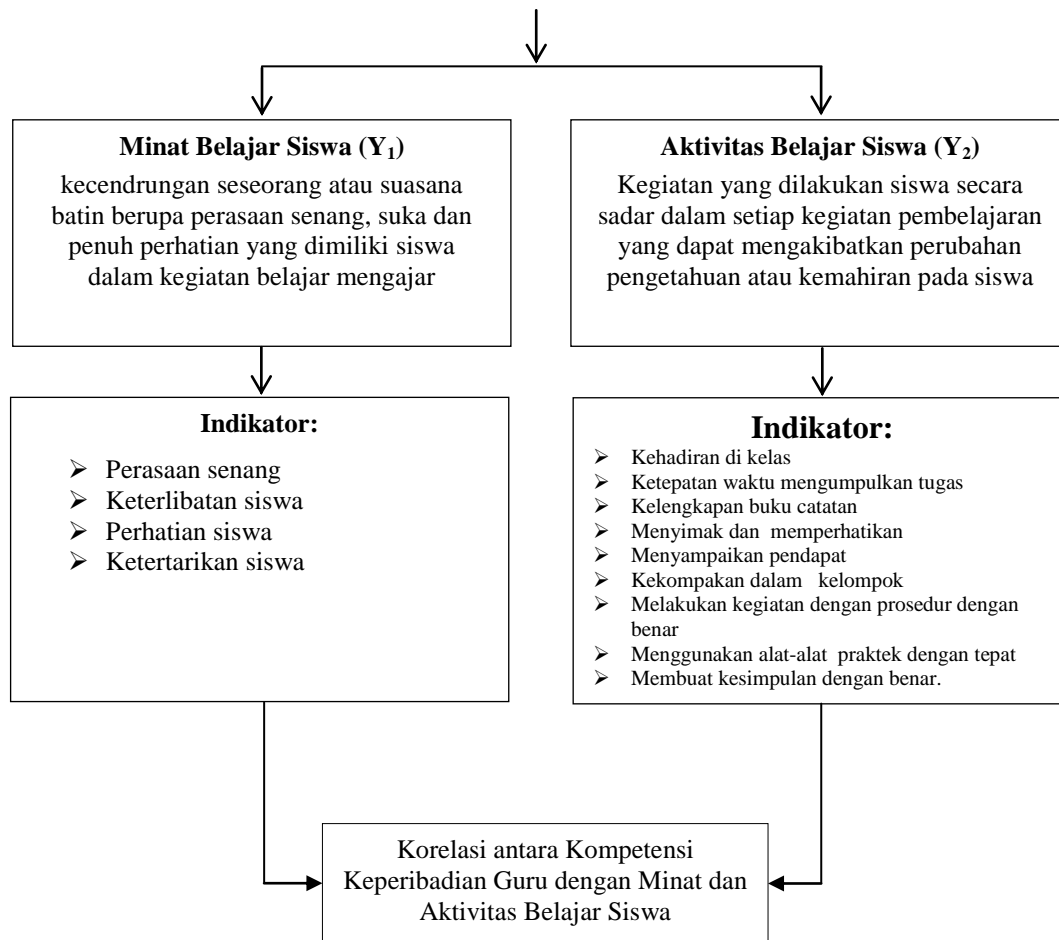 Minat Belajar Siswa (Y₁)
kecendrungan seseorang atau suasana
batin berupa perasaan senang, suka dan
penuh perhatian yang dimiliki siswa
dalam kegiatan belajar mengajar
Aktivitas Belajar Siswa (Y₂)
Kegiatan yang dilakukan siswa secara
sadar dalam setiap kegiatan pembelajaran
yang dapat mengakibatkan perubahan
pengetahuan atau kemahiran pada siswa
Indikator:
➢ Perasaan senang
➢ Keterlibatan siswa
➢ Perhatian siswa
➢ Ketertarikan siswa
Indikator:
➢ Kehadiran di kelas
➢ Ketepatan waktu mengumpulkan tugas
➢ Kelengkapan buku catatan
➢ Menyimak dan memperhatikan
➢ Menyampaikan pendapat
➢ Kekompakan dalam kelompok
➢ Melakukan kegiatan dengan prosedur dengan
benar
➢ Menggunakan alat-alat praktek dengan tepat
➢ Membuat kesimpulan dengan benar.
Korelasi antara Kompetensi
Keperibadian Guru dengan Minat dan
Aktivitas Belajar Siswa